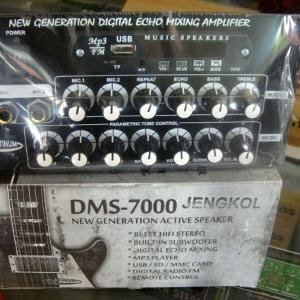 NEW GENERATION DIGITAL ECHO MIXING AMPLIFIER
POWER
MUSIC SPEAKERS
Mp3
FM
USB
TF
MIC.1 MIC.2 REPEAT ECHO BASS TREBLE
PARAMETRIC TONE CONTROL
DMS-7000 JENGKOL
NEW GENERATION ACTIVE SPEAKER
* BI-FET HIFI STEREO
* BUILT-IN SUBWOOFER
* DIGITAL ECHO MIXING
* MP3 PLAYER
* USB / SD / MMC CARD
* DIGITAL RADIO FM
* REMOTE CONTROL